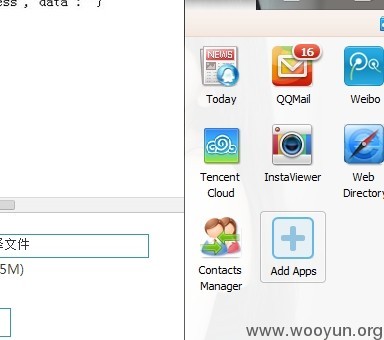 ess", "data": " }
NEWS
16
Today
QQMail
Weibo
Tencent
Cloud
InstaViewer
Web
Directory
择文件
5M)
Contacts
Manager
Add Apps
www.wooyun.org